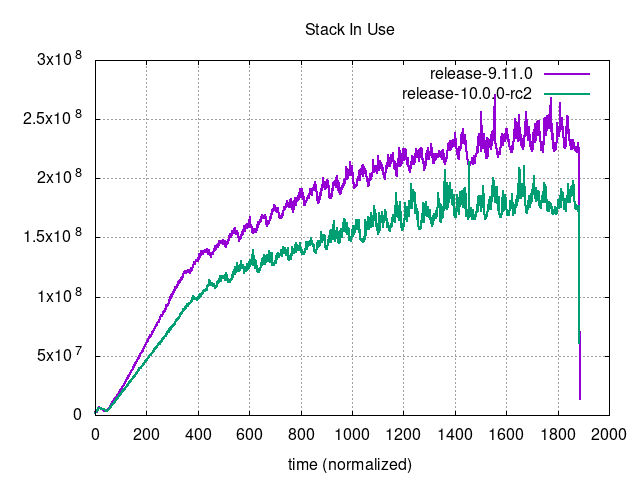 Stack In Use
3x10^8
2.5x10^8
2x10^8
1.5x10^8
1x10^8
5x10^7
0
release-9.11.0
release-10.0.0-rc2
0 200 400 600 800 1000 1200 1400 1600 1800 2000
time (normalized)